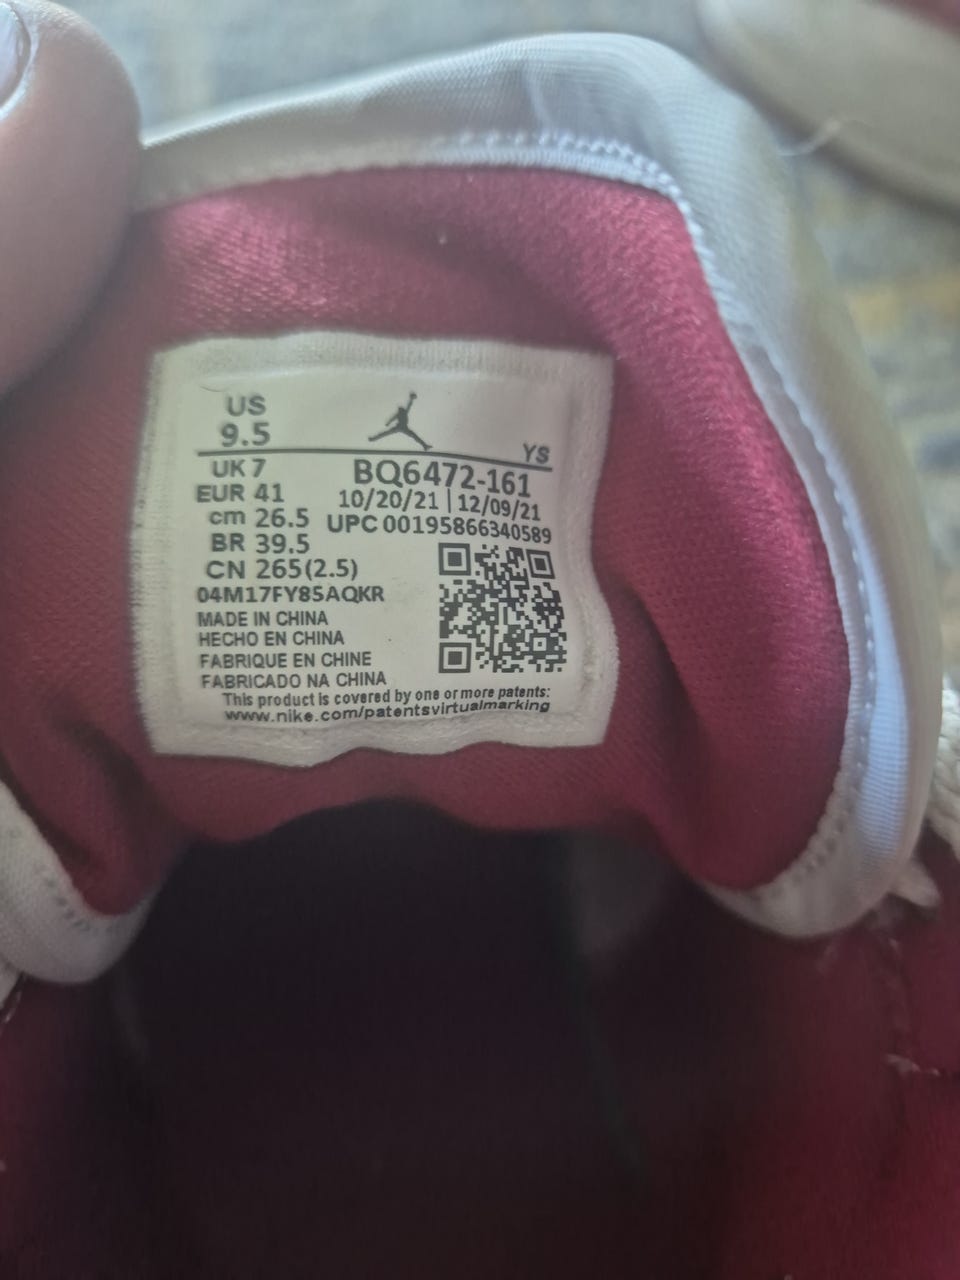 US
9.5
YS
UK 7
BQ6472-161
EUR 41
10/20/21 | 12/09/21
cm 26.5
UPC 00195866340589
BR 39.5
CN 265(2.5)
04M17FY85AQKR
MADE IN CHINA
HECHO EN CHINA
FABRIQUE EN CHINE
FABRICADO NA CHINA
This product is covered by one or more patents:
www.nike.com/patentsvirtualmarking